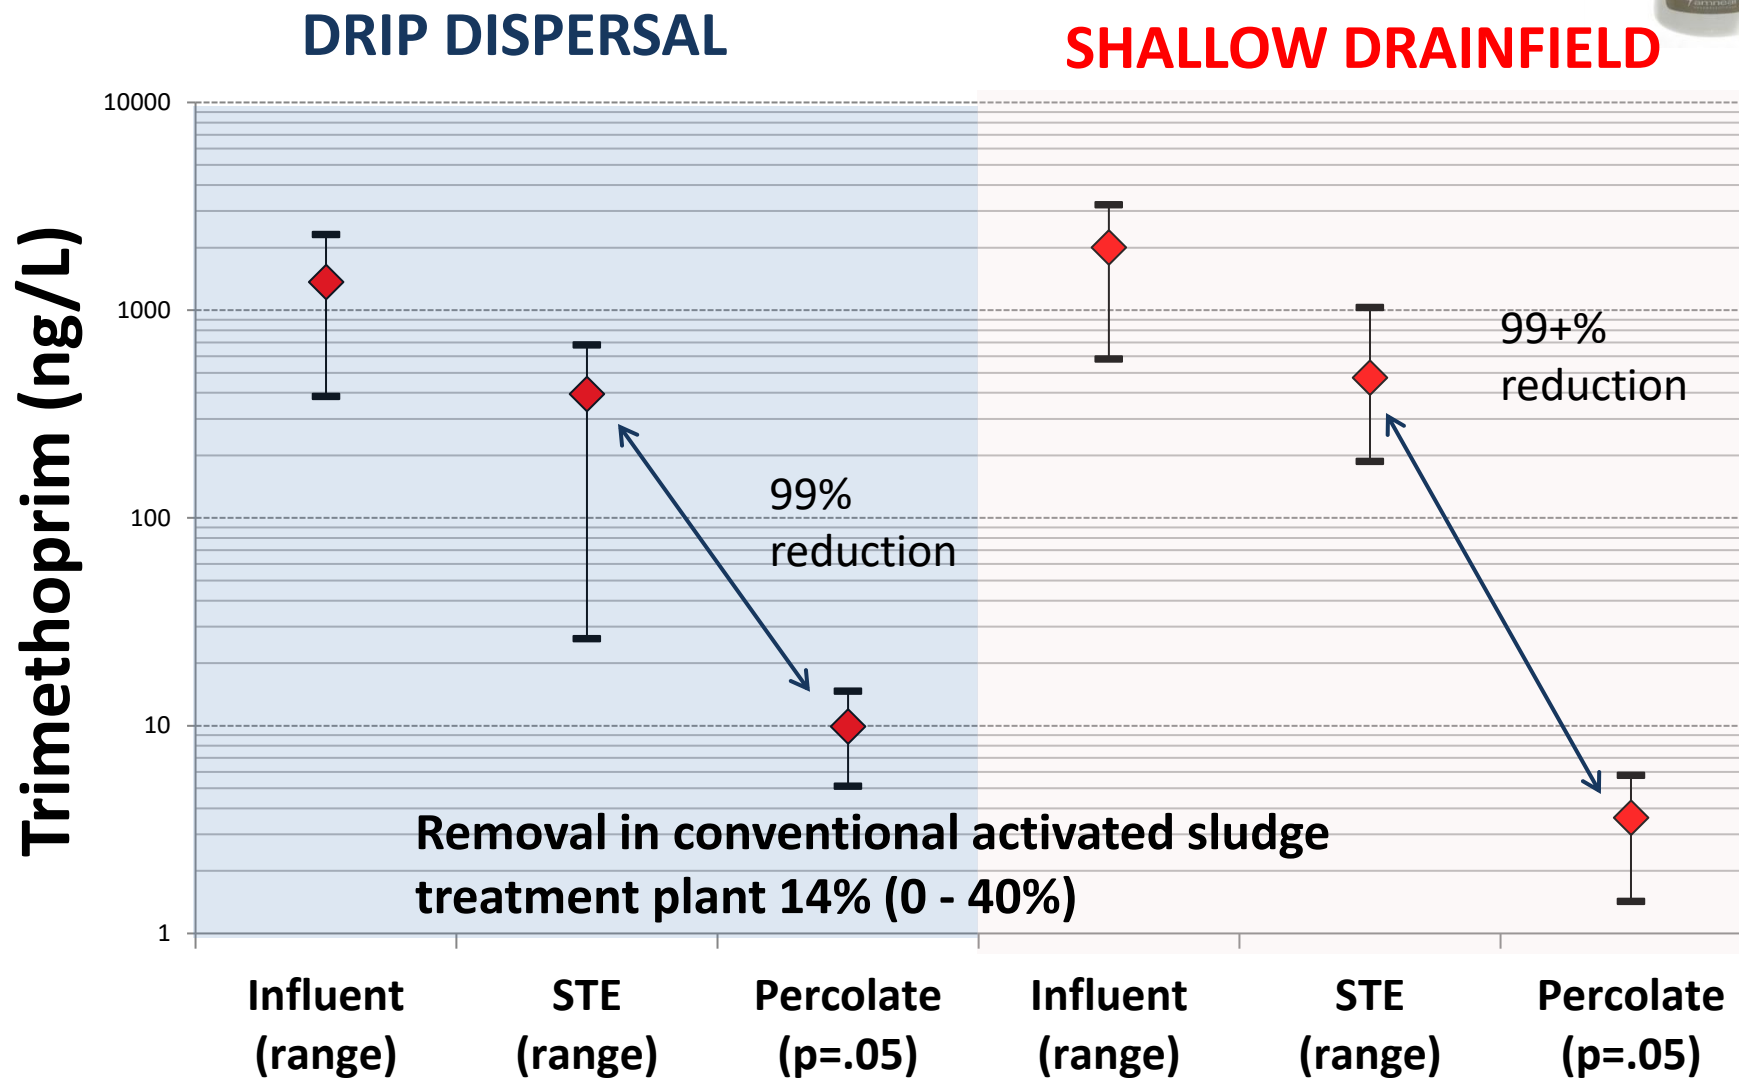 DRIP DISPERSAL
SHALLOW DRAINFIELD
amneal
Trimethoprim (ng/L)
10000
1000
100
10
1
99%
reduction
99+%
reduction
Removal in conventional activated sludge
treatment plant 14% (0 - 40%)
Influent
(range)
STE
(range)
Percolate
(p=.05)
Influent
(range)
STE
(range)
Percolate
(p=.05)